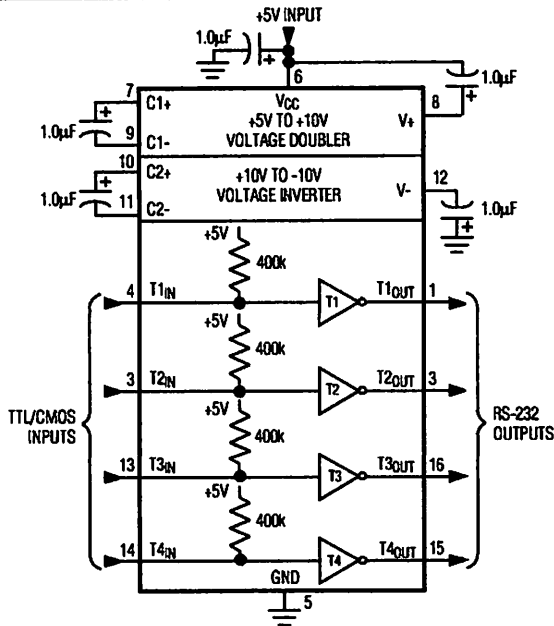 +5V INPUT
1.0μF
+
6
1.0μF
+
7
C1+
VCC
+5V TO +10V
VOLTAGE DOUBLER
V+
8
1.0μF
+
9
C1-
10
C2+
+10V TO -10V
VOLTAGE INVERTER
V-
12
1.0μF
+
11
C2-
1.0μF
+
+5V
400k
4
T1IN
T1
T1OUT
1
+5V
400k
3
T2IN
T2
T2OUT
3
TTL/CMOS
INPUTS
RS-232
OUTPUTS
+5V
400k
13
T3IN
T3
T3OUT
16
+5V
400k
14
T4IN
T4
T4OUT
15
GND
5